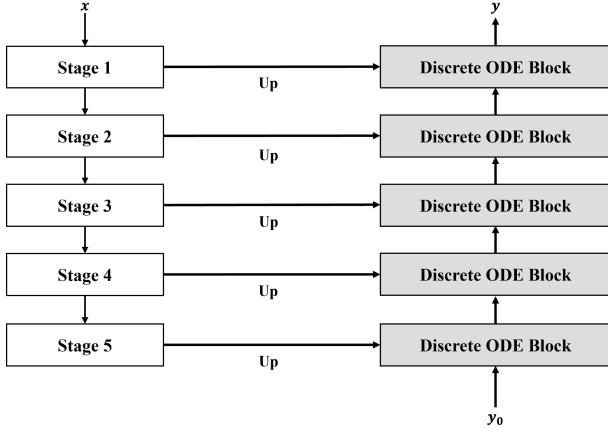 x y
Stage 1 Discrete ODE Block
Up
Stage 2 Discrete ODE Block
Up
Stage 3 Discrete ODE Block
Up
Stage 4 Discrete ODE Block
Up
Stage 5 Discrete ODE Block
Up
y₀